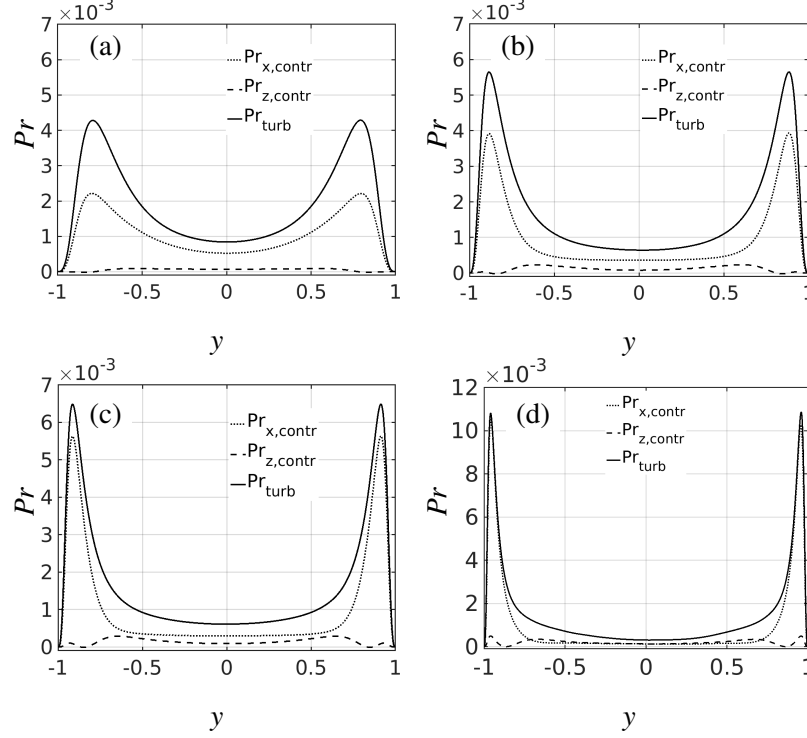 ×10⁻³
7
6
5
4
3
2
1
0
Pr
(a)
Pr_x,contr
Pr_z,contr
Pr_turb
-1 -0.5 0 0.5 1
y
×10⁻³
7
6
5
4
3
2
1
0
Pr
(b)
Pr_x,contr
Pr_z,contr
Pr_turb
-1 -0.5 0 0.5 1
y
×10⁻³
7
6
5
4
3
2
1
0
Pr
(c)
Pr_x,contr
Pr_z,contr
Pr_turb
-1 -0.5 0 0.5 1
y
×10⁻³
12
10
8
6
4
2
0
Pr
(d)
Pr_x,contr
Pr_z,contr
Pr_turb
-1 -0.5 0 0.5 1
y